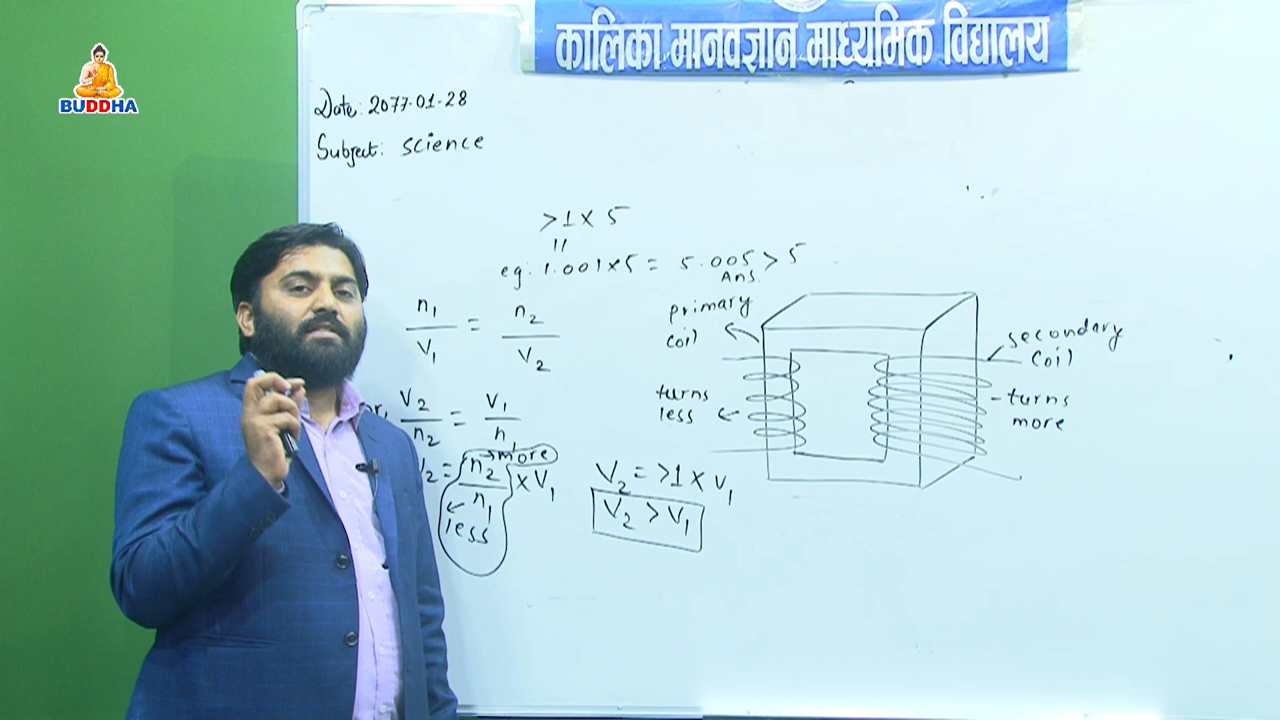 BUDDHA
कालिका मानवज्ञान माध्यमिक विद्यालय
Date: 2077-01-28
Subject: Science
>1 x 5
eg: 1.001x5 = 5.005 > 5
Ans.
n1/V1 = n2/V2
or, V2/n2 = V1/n1
V2 = n2/n1 x V1
more
less
V2 = >1 x V1
V2 > V1
primary
coil
turns
less
secondary
coil
turns
more